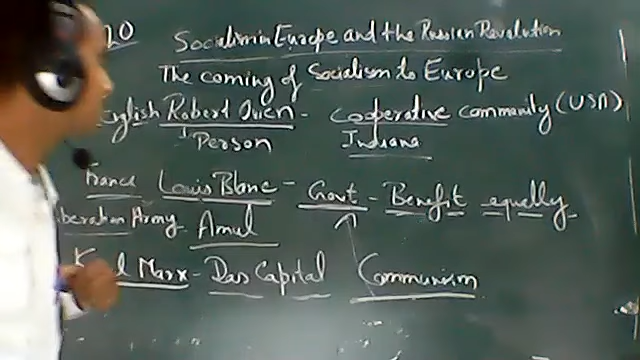 20 Socialism in Europe and the Russian Revolution
The coming of Socialism to Europe
English Robert Owen - cooperative community (USA)
Person Indiana
France Louis Blanc - Govt - Benefit equally
Army - Amul
Marx - Das Capital Communism